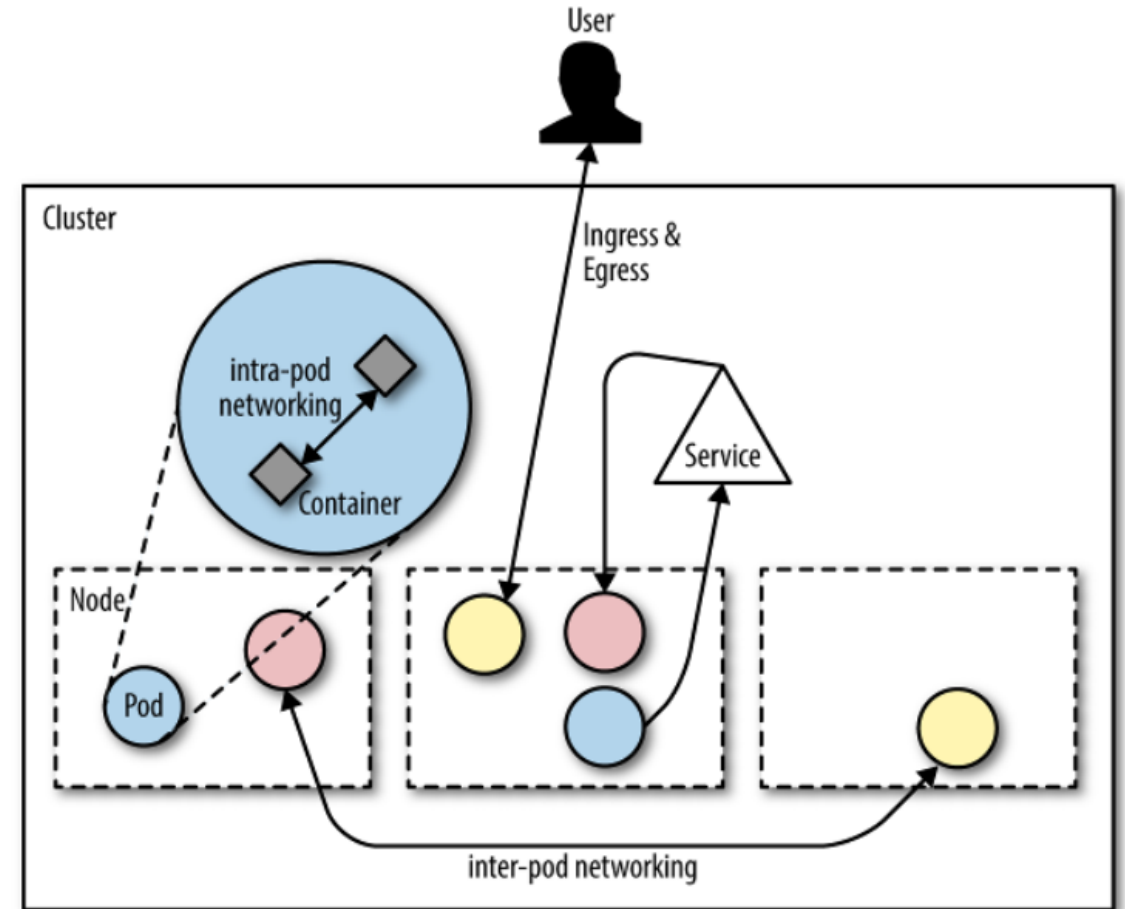 User
Cluster
Ingress &
Egress
intra-pod
networking
Container
Service
Node
Pod
inter-pod networking